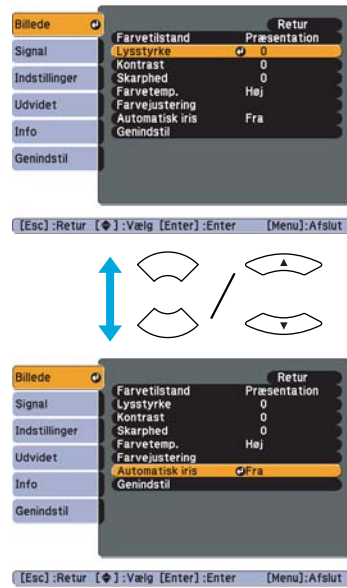 Billede
Retur
Signal
Farvetilstand Præsentation
Lysstyrke 0
Kontrast 0
Indstillinger
Skarphed 0
Farvetemp. Høj
Udvidet
Farvejustering
Automatisk iris Fra
Info
Genindstil
Genindstil
[Esc] :Retur [◆] :Vælg [Enter] :Enter [Menu] :Afslut
/
Billede
Retur
Signal
Farvetilstand Præsentation
Lysstyrke 0
Kontrast 0
Indstillinger
Skarphed 0
Farvetemp. Høj
Udvidet
Farvejustering
Automatisk iris Fra
Info
Genindstil
Genindstil
[Esc] :Retur [◆] :Vælg [Enter] :Enter [Menu]:Afslut